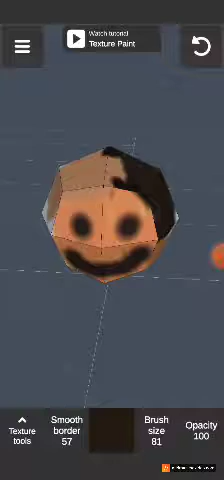 Watch tutorial
Texture Paint
Texture
tools
Smooth
border
57
Brush
size
81
Opacity
100